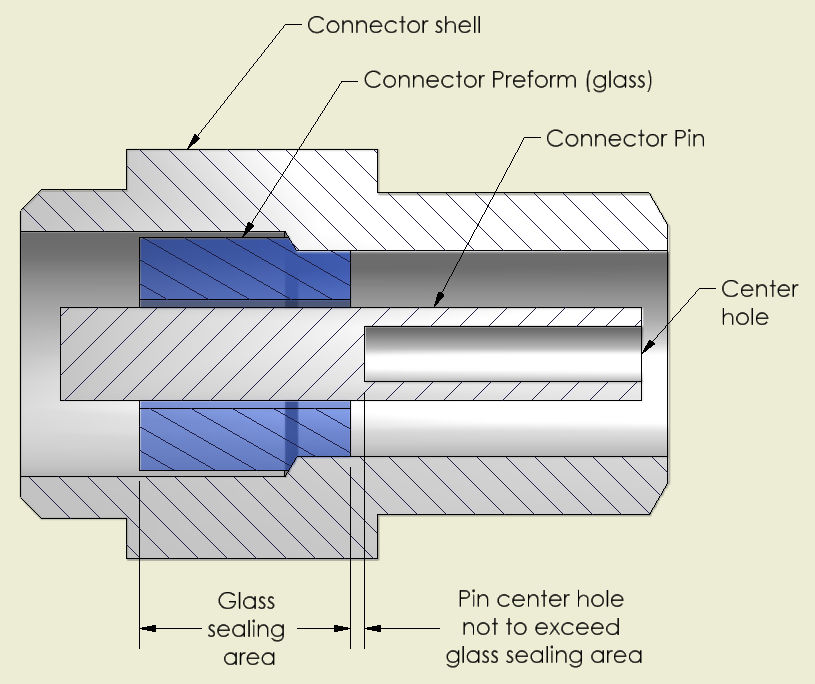 Connector shell
Connector Preform (glass)
Connector Pin
Center
hole
Glass
sealing
area
Pin center hole
not to exceed
glass sealing area